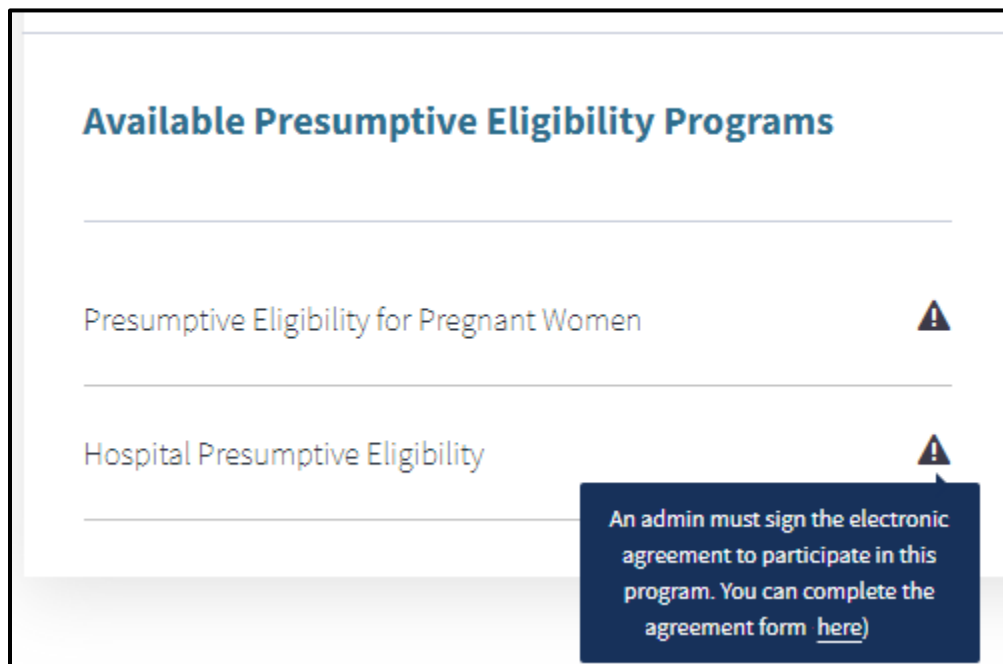 Available Presumptive Eligibility Programs
Presumptive Eligibility for Pregnant Women
Hospital Presumptive Eligibility
An admin must sign the electronic
agreement to participate in this
program. You can complete the
agreement form here)